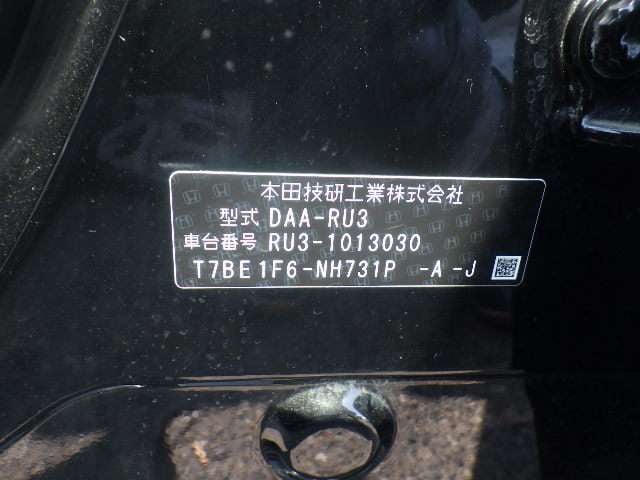 本田技研工業株式会社
型式 DAA-RU3
車台番号 RU3-1013030
T7BE1F6-NH731P -A-J